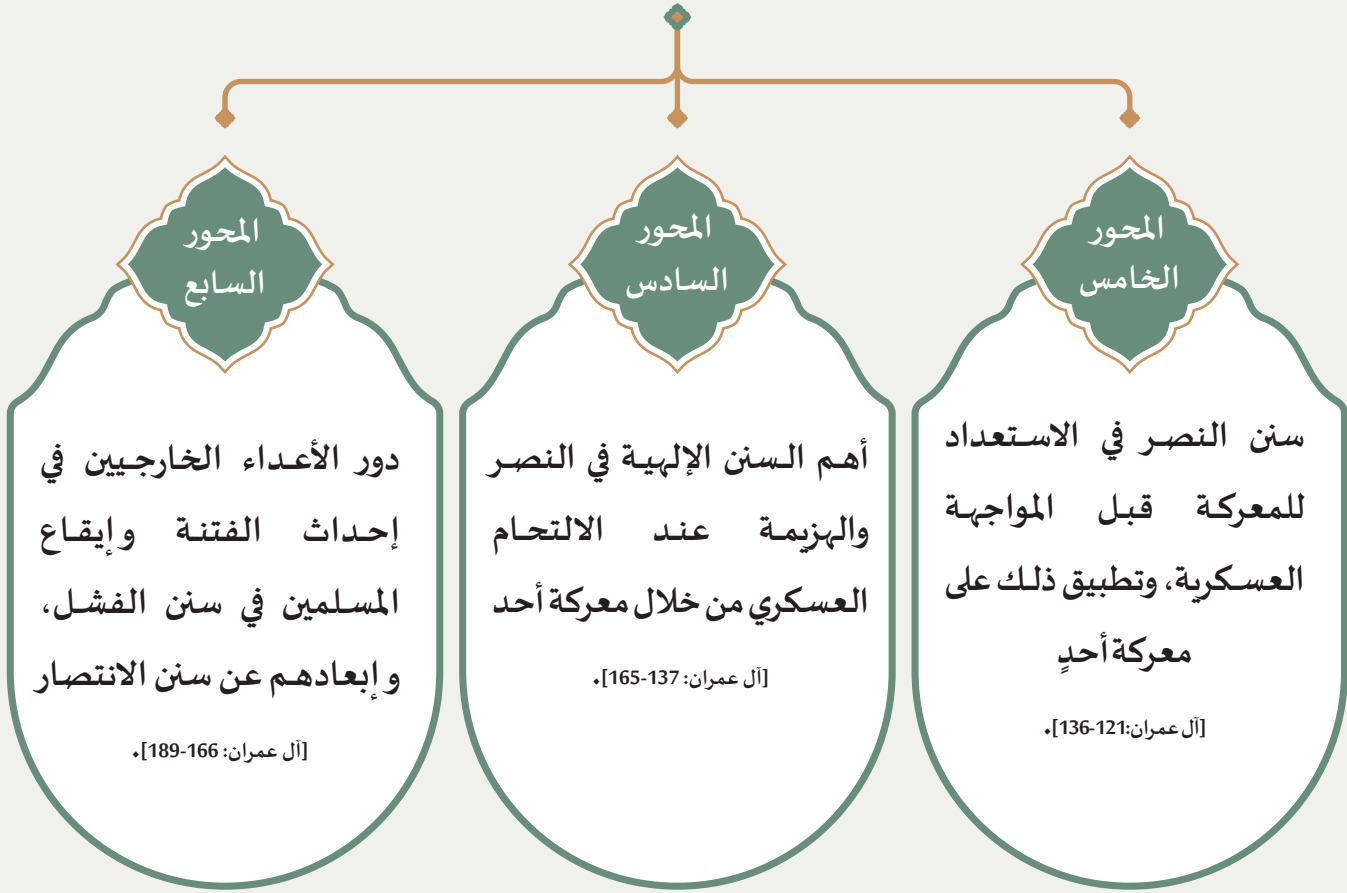 المحور
الخامس
سنن النصر في الاستعداد
للمعركة قبل المواجهة
العسكرية، وتطبيق ذلك على
معركة أحدٍ
[آل عمران:121-136].
المحور
السادس
أهم السنن الإلهية في النصر
والهزيمة عند الالتحام
العسكري من خلال معركة أحد
[آل عمران: 137-165].
المحور
السابع
دور الأعداء الخارجيين في
إحداث الفتنة وإيقاع
المسلمين في سنن الفشل،
وإبعادهم عن سنن الانتصار
[آل عمران: 166-189].